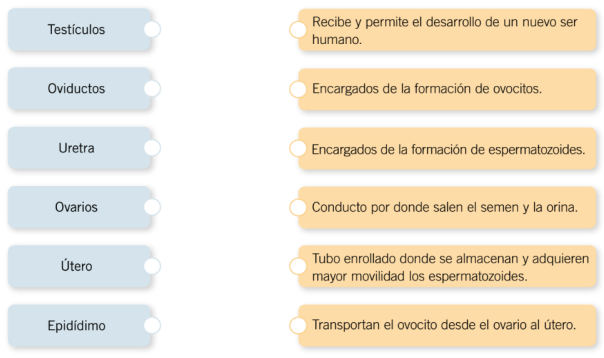 Testículos
Recibe y permite el desarrollo de un nuevo ser
humano.
Oviductos
Encargados de la formación de ovocitos.
Uretra
Encargados de la formación de espermatozoides.
Ovarios
Conducto por donde salen el semen y la orina.
Útero
Tubo enrollado donde se almacenan y adquieren
mayor movilidad los espermatozoides.
Epidídimo
Transportan el ovocito desde el ovario al útero.